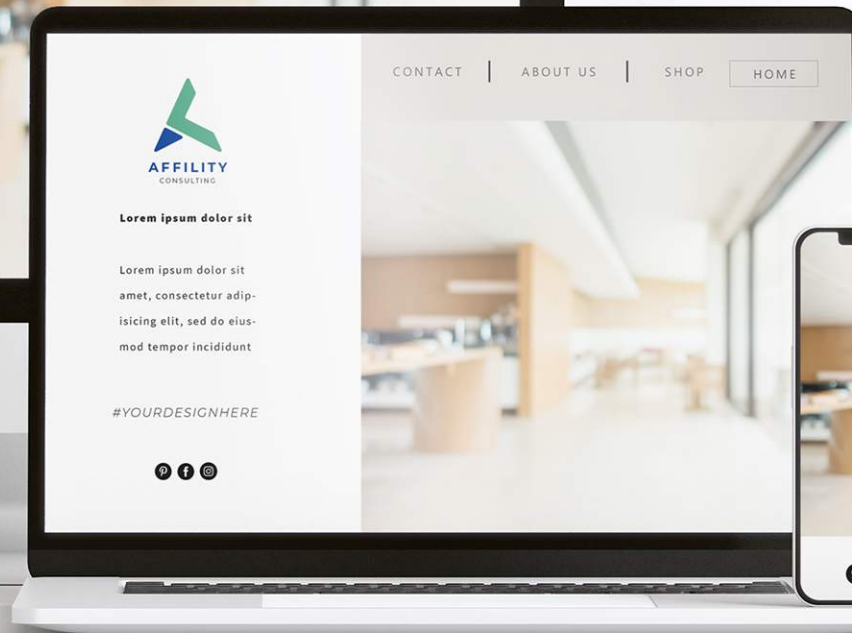 CONTACT | ABOUT US | SHOP HOME
AFFILITY
CONSULTING
Lorem ipsum dolor sit
Lorem ipsum dolor sit
amet, consectetur adip-
isicing elit, sed do eius-
mod tempor incididunt
#YOURDESIGNHERE